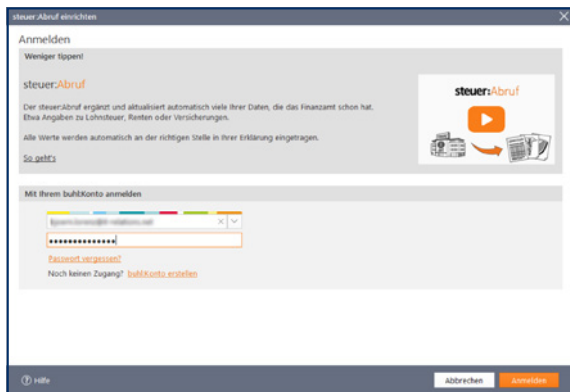 steuer:Abruf einrichten
Anmelden
Weniger tippen!
steuer:Abruf
Der steuer:Abruf ergänzt und aktualisiert automatisch viele Ihrer Daten, die das Finanzamt schon hat.
Etwa Angaben zu Lohnsteuer, Renten oder Versicherungen.
Alle Werte werden automatisch an der richtigen Stelle in Ihrer Erklärung eingetragen.
So geht's
steuer:Abruf
Mit Ihrem buhl:Konto anmelden
Passwort vergessen?
Noch keinen Zugang? buhl:Konto erstellen
Hilfe
Abbrechen
Anmelden